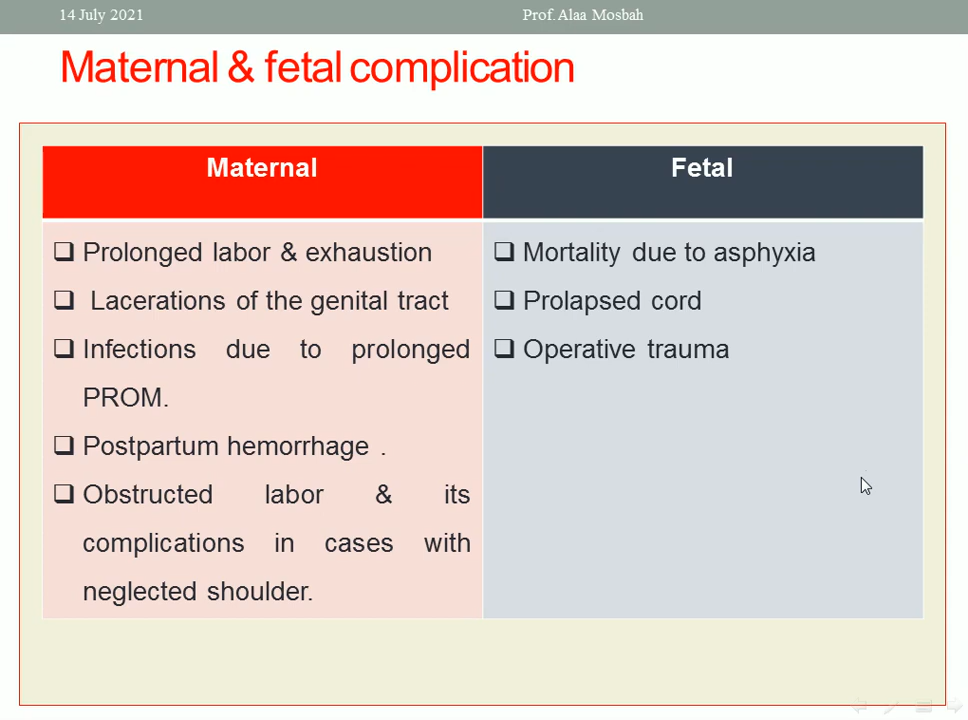 14 July 2021
Prof. Alaa Mosbah
Maternal & fetal complication
Maternal
Prolonged labor & exhaustion
Lacerations of the genital tract
Infections due to prolonged
PROM.
Postpartum hemorrhage .
Obstructed labor & its
complications in cases with
neglected shoulder.
Fetal
Mortality due to asphyxia
Prolapsed cord
Operative trauma